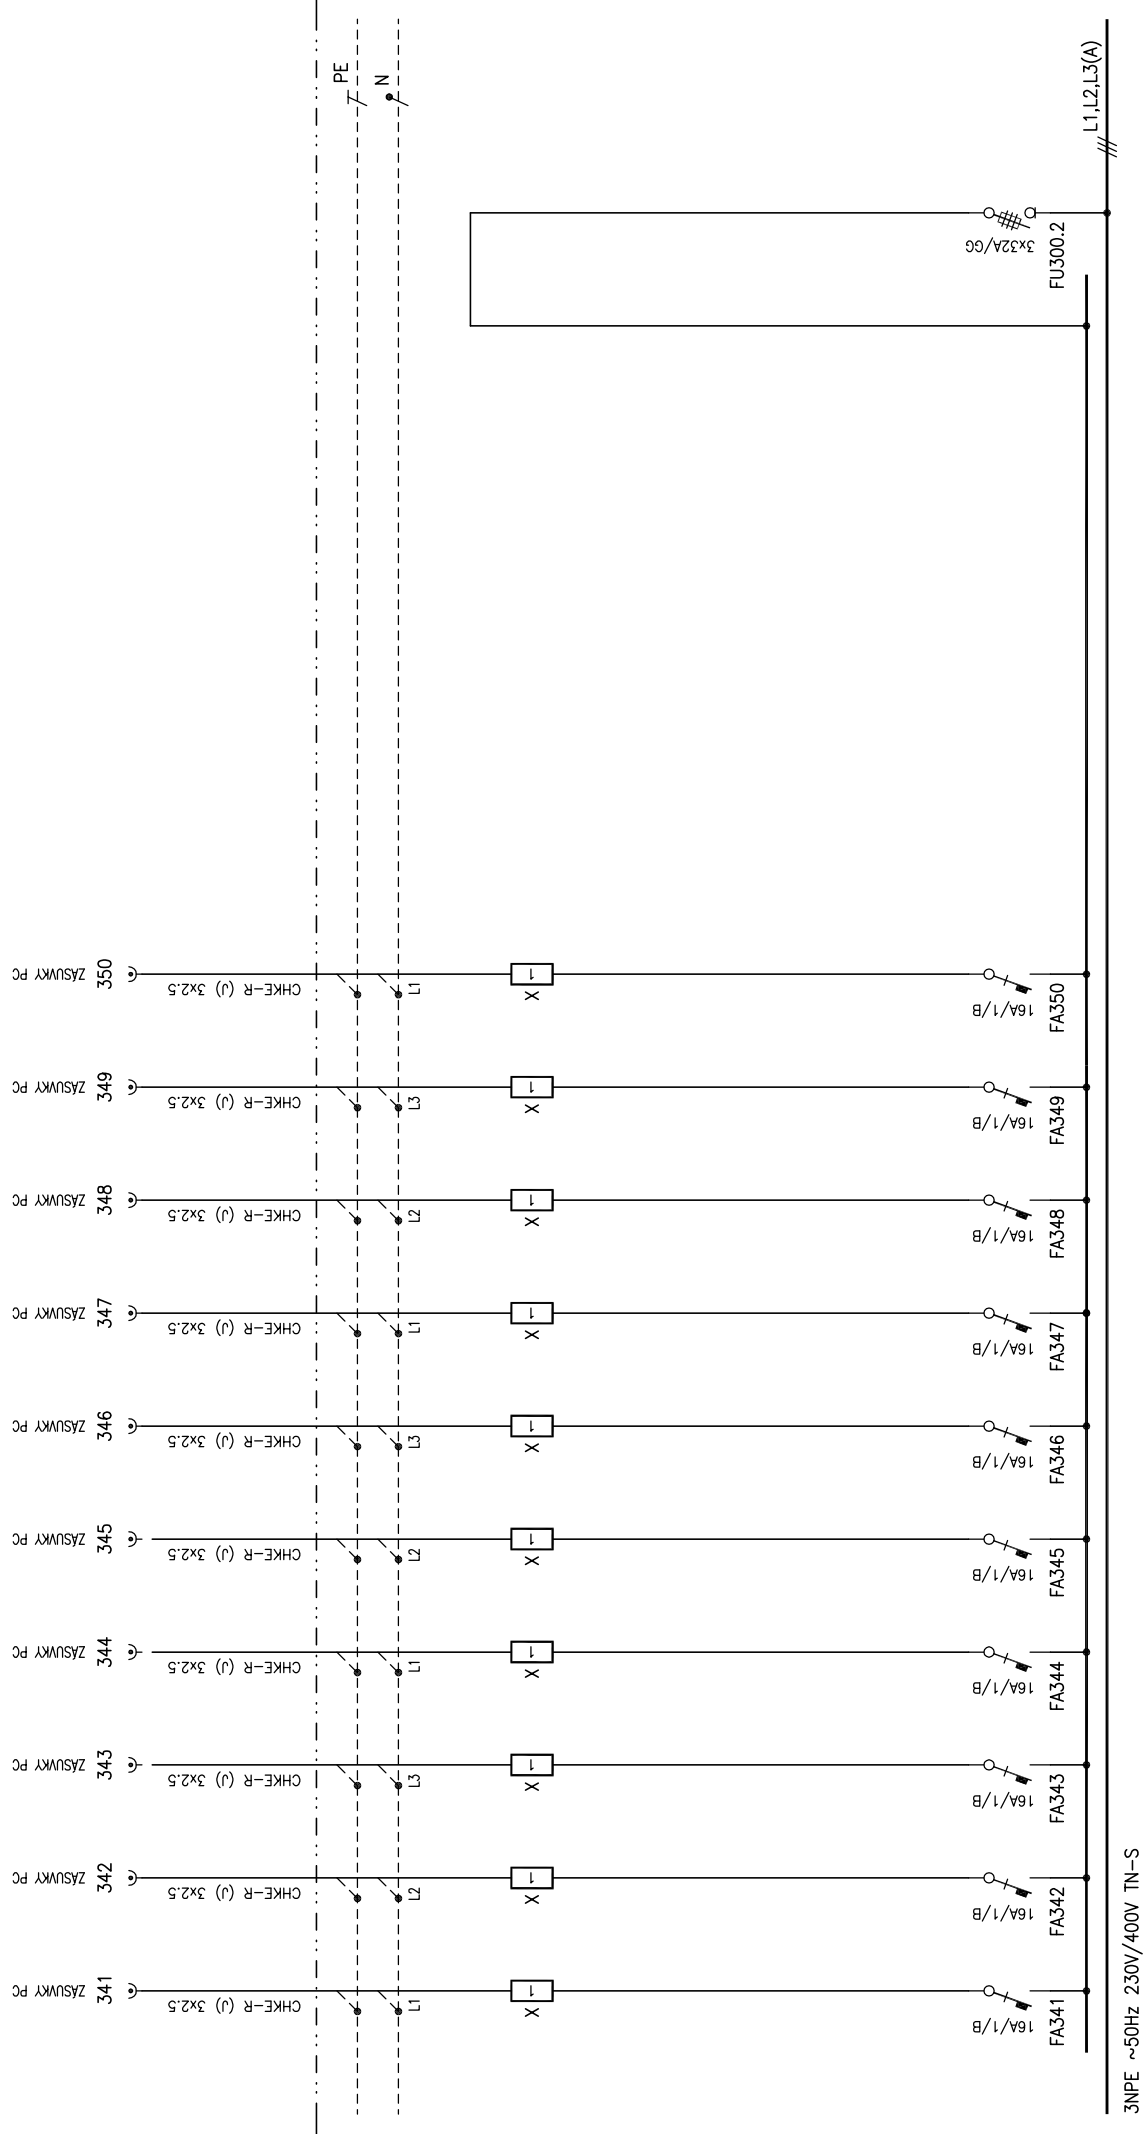 PE
N
L1,L2,L3(A)
3x32A/GG
FU300.2
ZÁSUVKY PC
350
CHKE-R (J) 3x2.5
L1
1
X
16A/1/B
FA350
ZÁSUVKY PC
349
CHKE-R (J) 3x2.5
L3
1
X
16A/1/B
FA349
ZÁSUVKY PC
348
CHKE-R (J) 3x2.5
L2
1
X
16A/1/B
FA348
ZÁSUVKY PC
347
CHKE-R (J) 3x2.5
L1
1
X
16A/1/B
FA347
ZÁSUVKY PC
346
CHKE-R (J) 3x2.5
L3
1
X
16A/1/B
FA346
ZÁSUVKY PC
345
CHKE-R (J) 3x2.5
L2
1
X
16A/1/B
FA345
ZÁSUVKY PC
344
CHKE-R (J) 3x2.5
L1
1
X
16A/1/B
FA344
ZÁSUVKY PC
343
CHKE-R (J) 3x2.5
L3
1
X
16A/1/B
FA343
ZÁSUVKY PC
342
CHKE-R (J) 3x2.5
L2
1
X
16A/1/B
FA342
ZÁSUVKY PC
341
CHKE-R (J) 3x2.5
L1
1
X
16A/1/B
FA341
3NPE ~50Hz 230V/400V TN-S